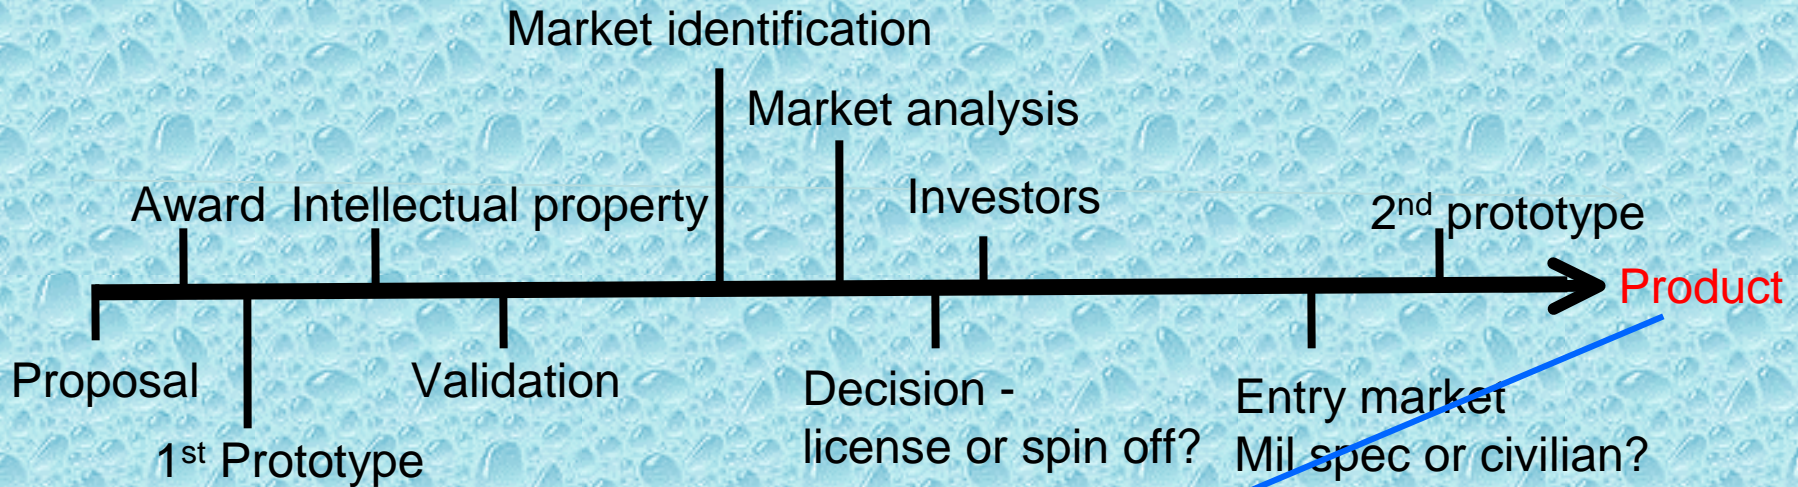 Market identification
Market analysis
Award
Intellectual property
Investors
2nd prototype
Product
Proposal
Validation
Decision -
license or spin off?
Entry market
Mil spec or civilian?
1st Prototype